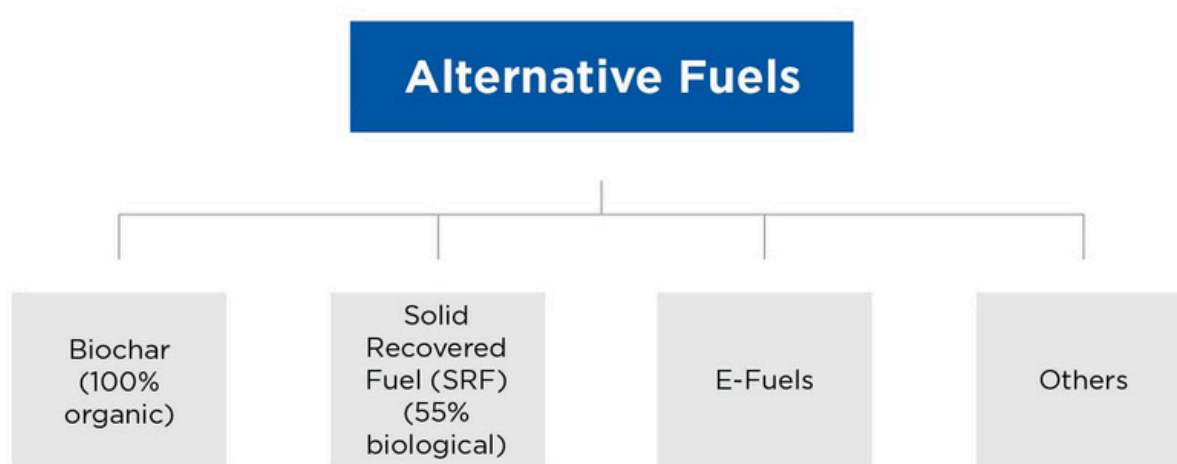 Alternative Fuels
Biochar
(100%
organic)
Solid
Recovered
Fuel (SRF)
(55%
biological)
E-Fuels
Others